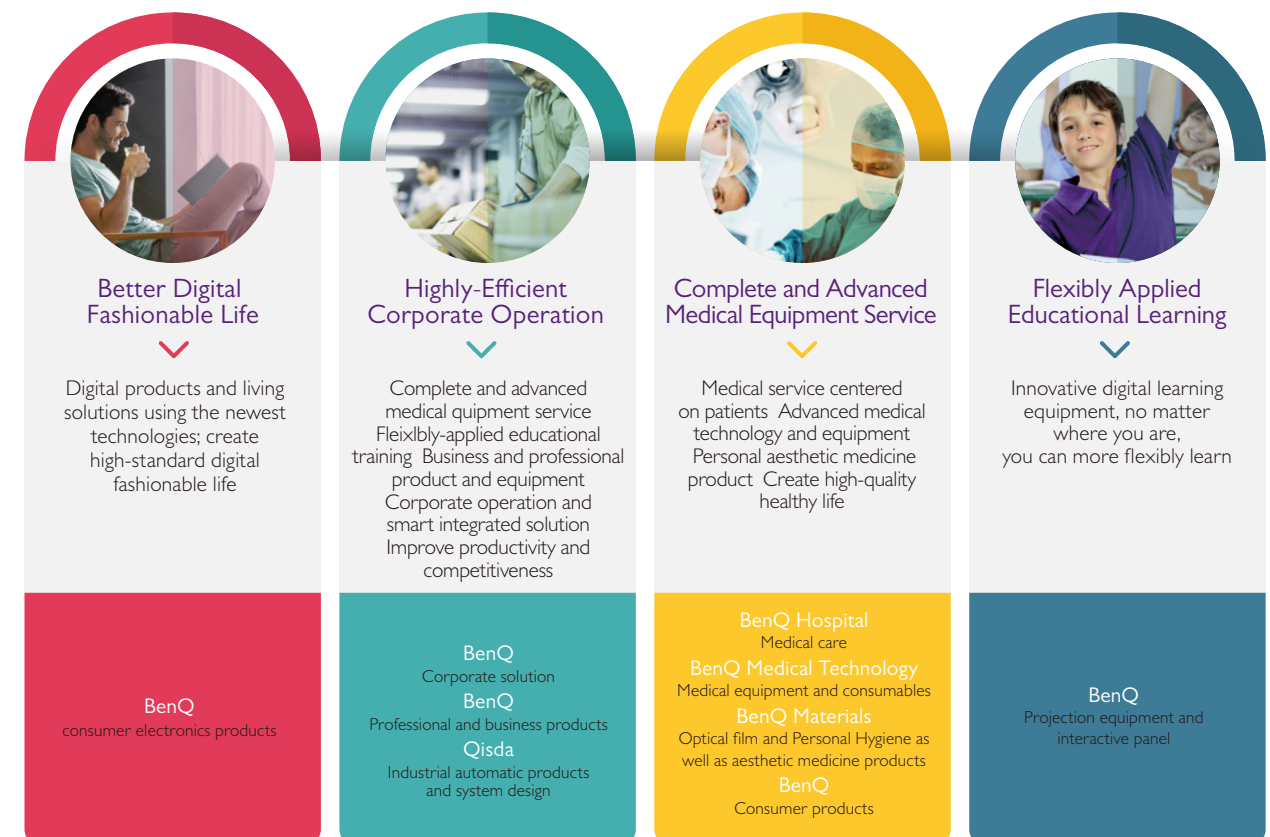 Better Digital
Fashionable Life
Digital products and living
solutions using the newest
technologies; create
high-standard digital
fashionable life
BenQ
consumer electronics products
Highly-Efficient
Corporate Operation
Complete and advanced
medical quipment service
Fleixlbly-applied educational
training Business and professional
product and equipment
Corporate operation and
smart integrated solution
Improve productivity and
competitiveness
BenQ
Corporate solution
BenQ
Professional and business products
Qisda
Industrial automatic products
and system design
Complete and Advanced
Medical Equipment Service
Medical service centered
on patients Advanced medical
technology and equipment
Personal aesthetic medicine
product Create high-quality
healthy life
BenQ Hospital
Medical care
BenQ Medical Technology
Medical equipment and consumables
BenQ Materials
Optical film and Personal Hygiene as
well as aesthetic medicine products
BenQ
Consumer products
Flexibly Applied
Educational Learning
Innovative digital learning
equipment, no matter
where you are,
you can more flexibly learn
BenQ
Projection equipment and
interactive panel